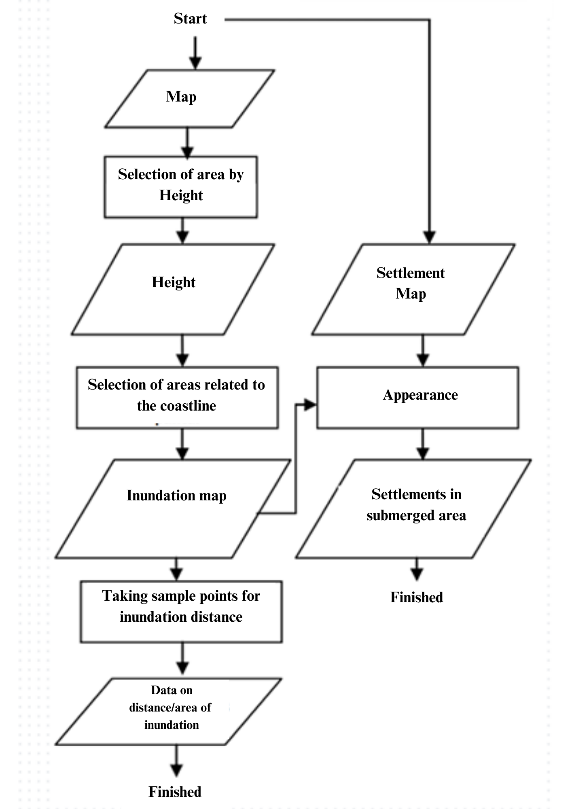 Start
Map
Selection of area by
Height
Height
Settlement
Map
Selection of areas related to
the coastline
Appearance
Inundation map
Settlements in
submerged area
Taking sample points for
inundation distance
Finished
Data on
distance/area of
inundation
Finished